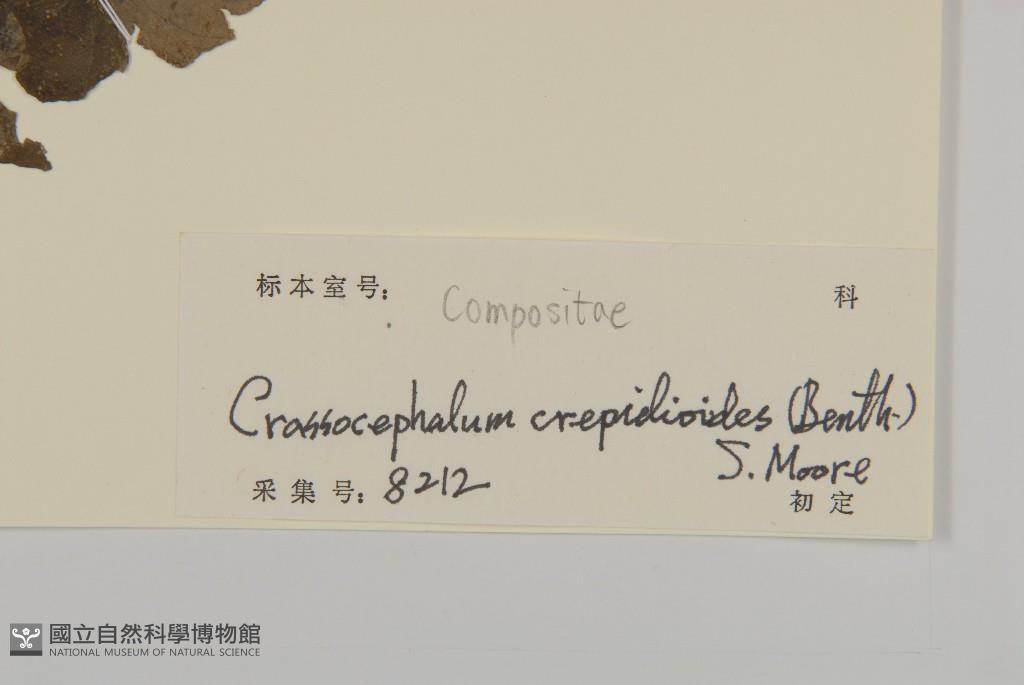 标本室号: Compositae 科
Crassocephalum crepidioides (Benth.)
S. Moore
采集号: 8212 初定
國立自然科學博物館
NATIONAL MUSEUM OF NATURAL SCIENCE